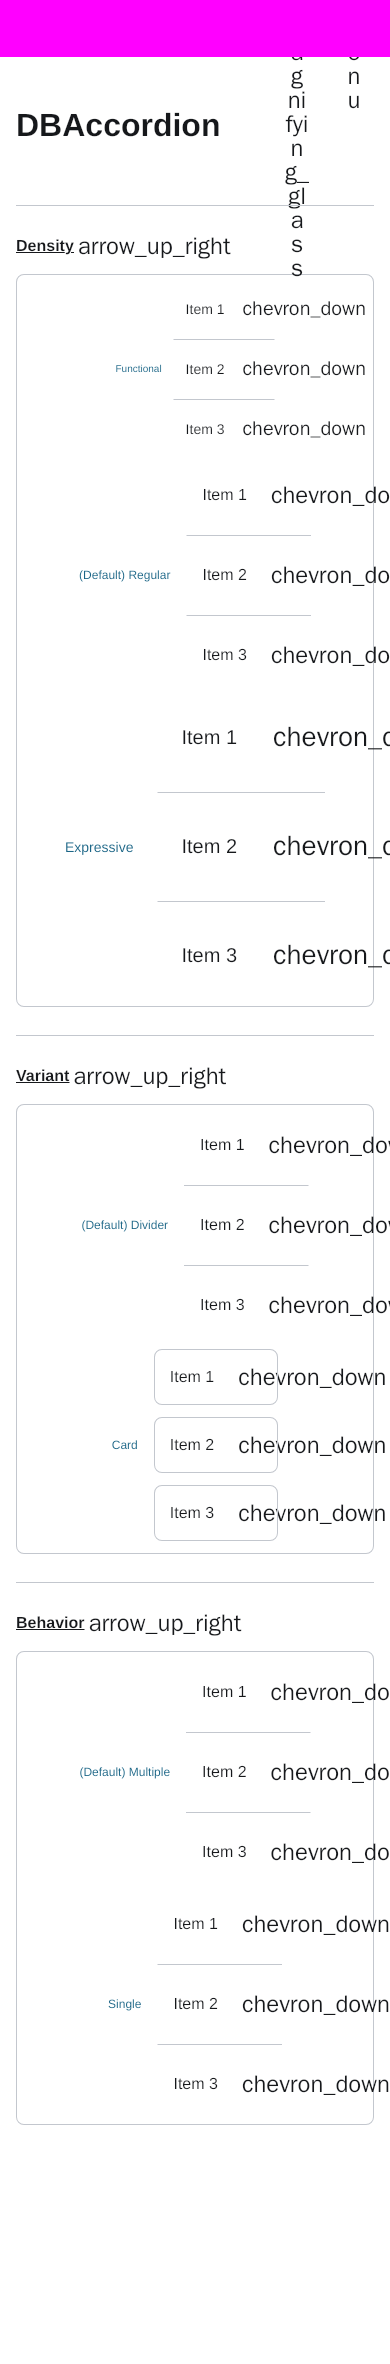 g
ni
fyi
n
g_
gl
a
s
s
n
u
DBAccordion
Density arrow_up_right
Item 1 chevron_down
Functional Item 2 chevron_down
Item 3 chevron_down
Item 1 chevron_do
(Default) Regular Item 2 chevron_do
Item 3 chevron_do
Item 1 chevron_
Expressive Item 2 chevron_
Item 3 chevron_
Variant arrow_up_right
Item 1 chevron_dov
(Default) Divider Item 2 chevron_dov
Item 3 chevron_dov
Item 1 chevron_down
Card Item 2 chevron_down
Item 3 chevron_down
Behavior arrow_up_right
Item 1 chevron_do
(Default) Multiple Item 2 chevron_do
Item 3 chevron_do
Item 1 chevron_down
Single Item 2 chevron_down
Item 3 chevron_down